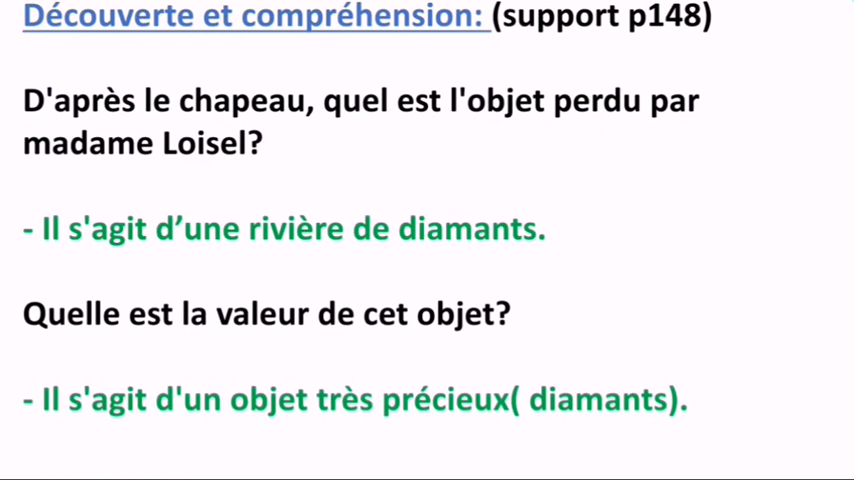 Découverte et compréhension: (support p148)
D'après le chapeau, quel est l'objet perdu par
madame Loisel?
- Il s'agit d’une rivière de diamants.
Quelle est la valeur de cet objet?
- Il s'agit d'un objet très précieux( diamants).